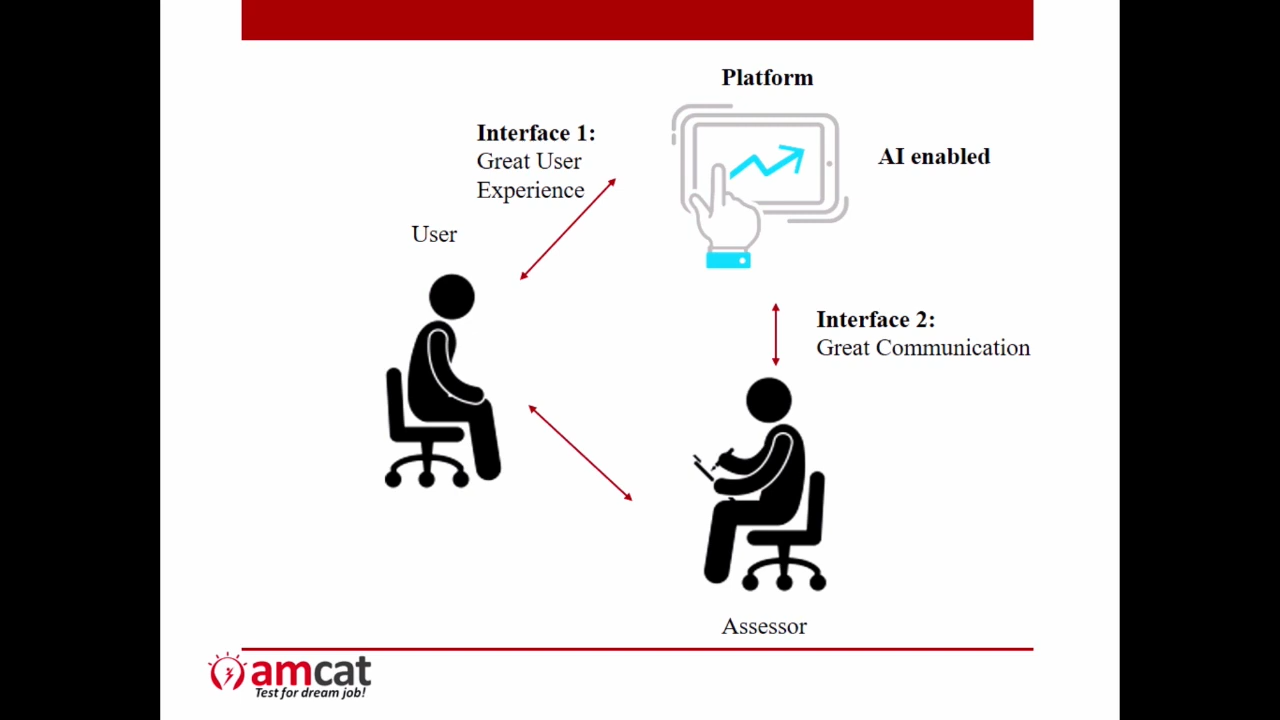 Platform
Interface 1:
Great User
Experience
AI enabled
User
Interface 2:
Great Communication
Assessor
amcat
Test for dream job!